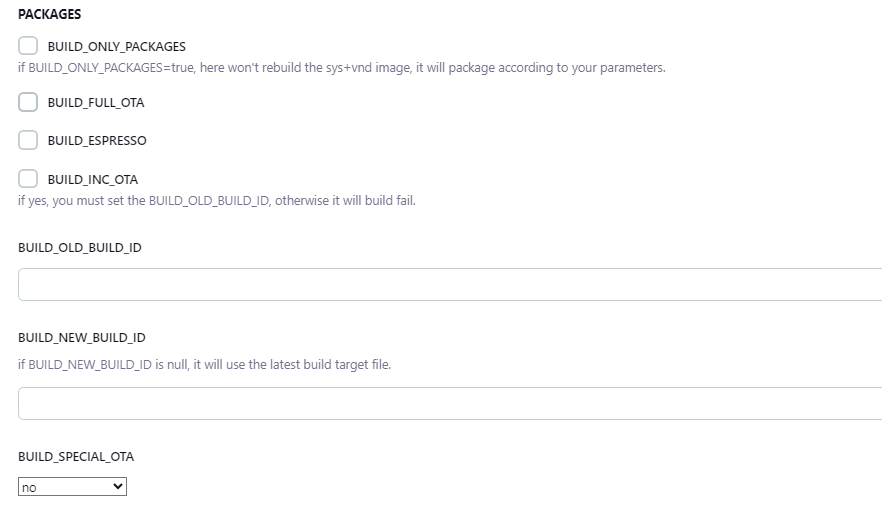 PACKAGES
BUILD_ONLY_PACKAGES
if BUILD_ONLY_PACKAGES=true, here won't rebuild the sys+vnd image, it will package according to your parameters.
BUILD_FULL_OTA
BUILD_ESPRESSO
BUILD_INC_OTA
if yes, you must set the BUILD_OLD_BUILD_ID, otherwise it will build fail.
BUILD_OLD_BUILD_ID
BUILD_NEW_BUILD_ID
if BUILD_NEW_BUILD_ID is null, it will use the latest build target file.
BUILD_SPECIAL_OTA
no